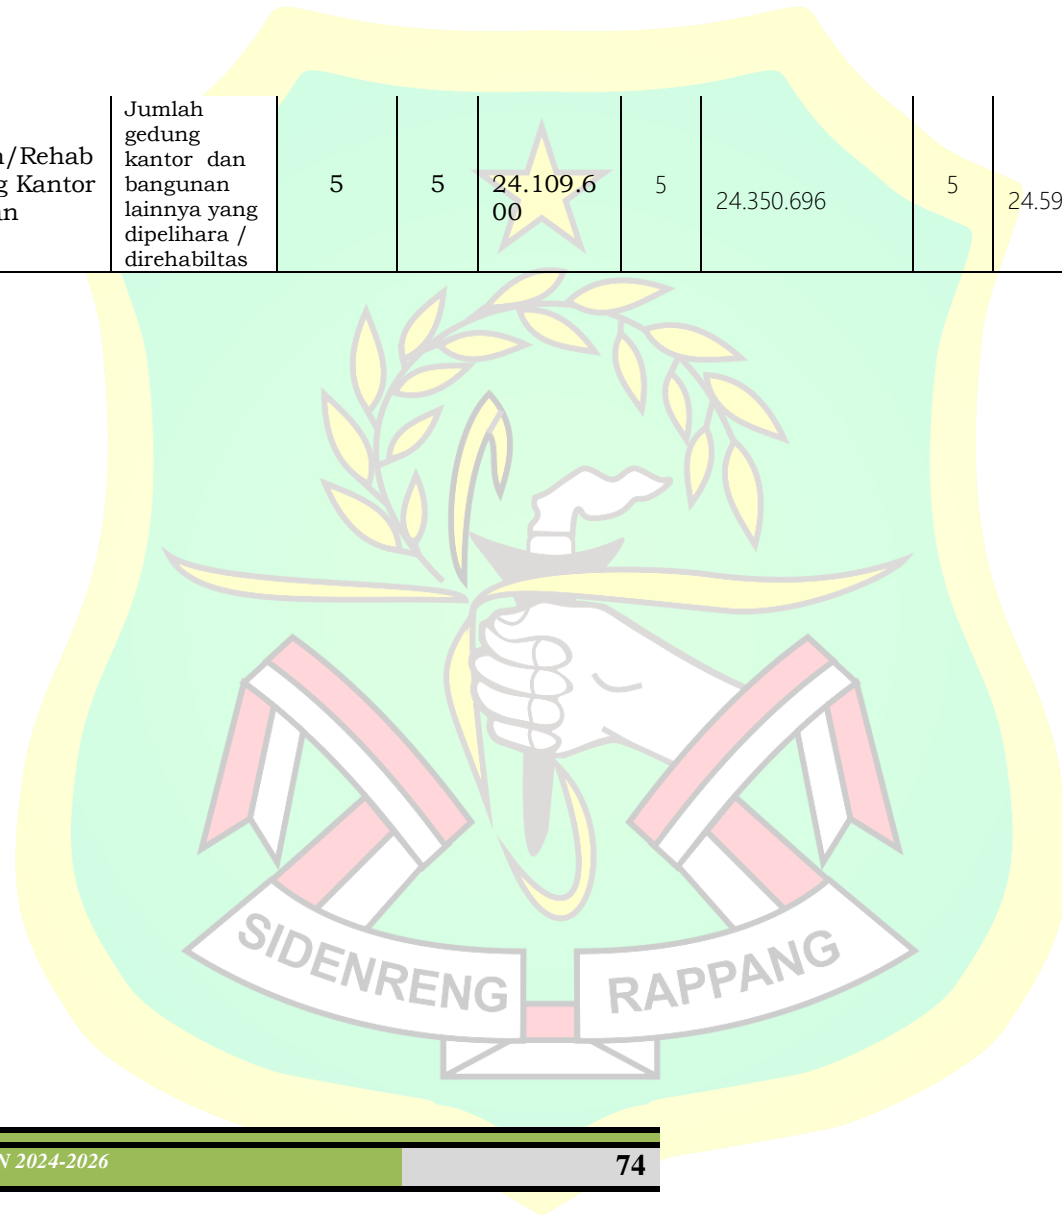 n/Rehab
g Kantor
an
Jumlah
gedung
kantor dan
bangunan
lainnya yang
dipelihara /
direhabiltas
5
5
24.109.6
00
5
24.350.696
5
24.59
SIDENRENG RAPPANG
N 2024-2026
74